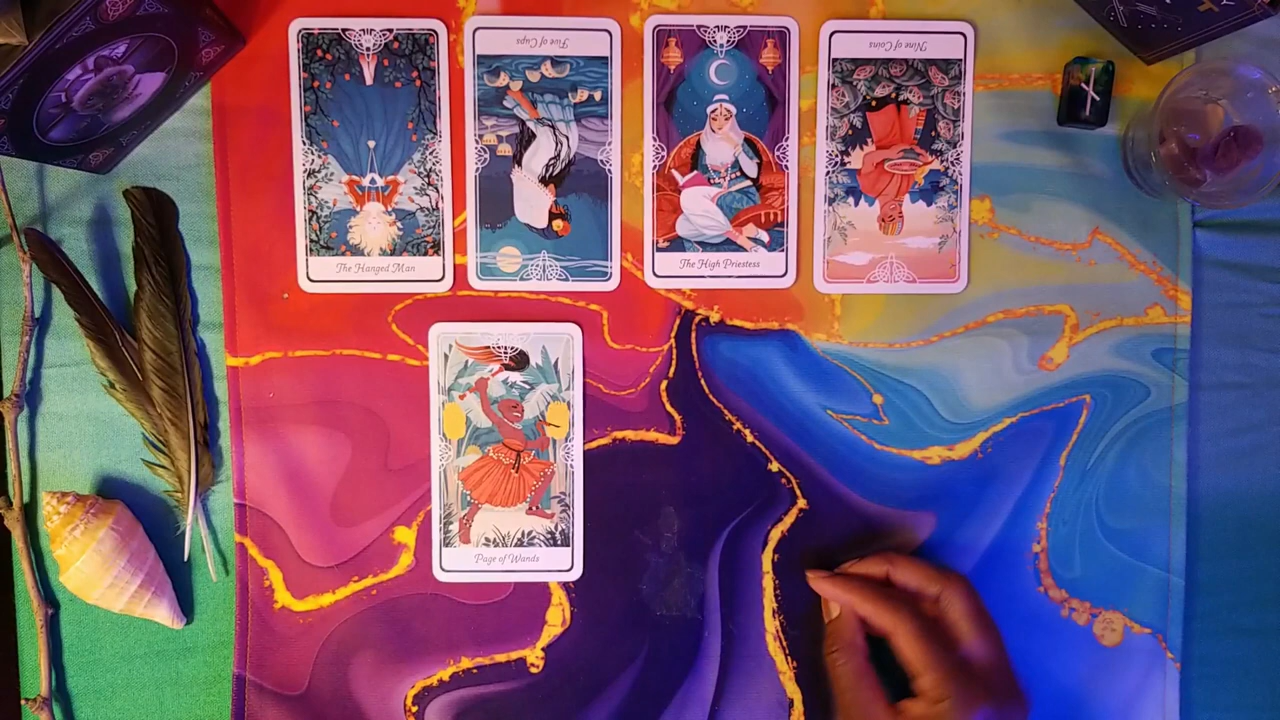 The Hanged Man
Five of Cups
The High Priestess
Nine of Coins
Page of Wands